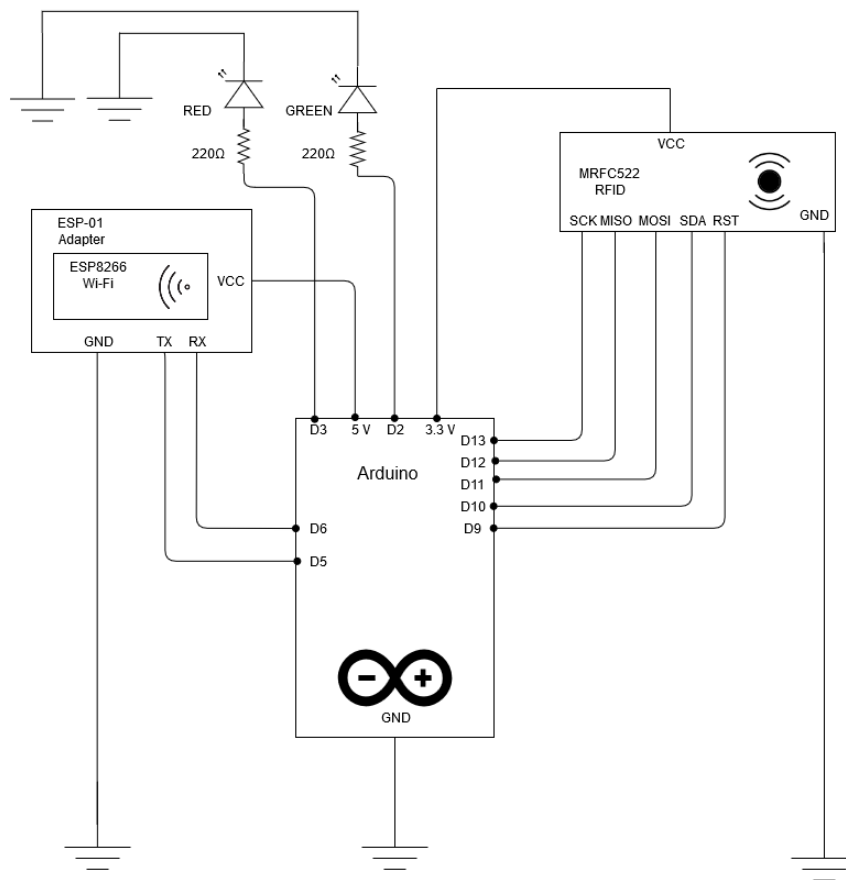 RED
GREEN
220Ω
220Ω
VCC
MRFC522
RFID
SCK MISO MOSI SDA RST
GND
ESP-01
Adapter
ESP8266
Wi-Fi
VCC
GND
TX
RX
D3
5 V
D2
3.3 V
D13
D12
D11
D10
D9
Arduino
D6
D5
GND